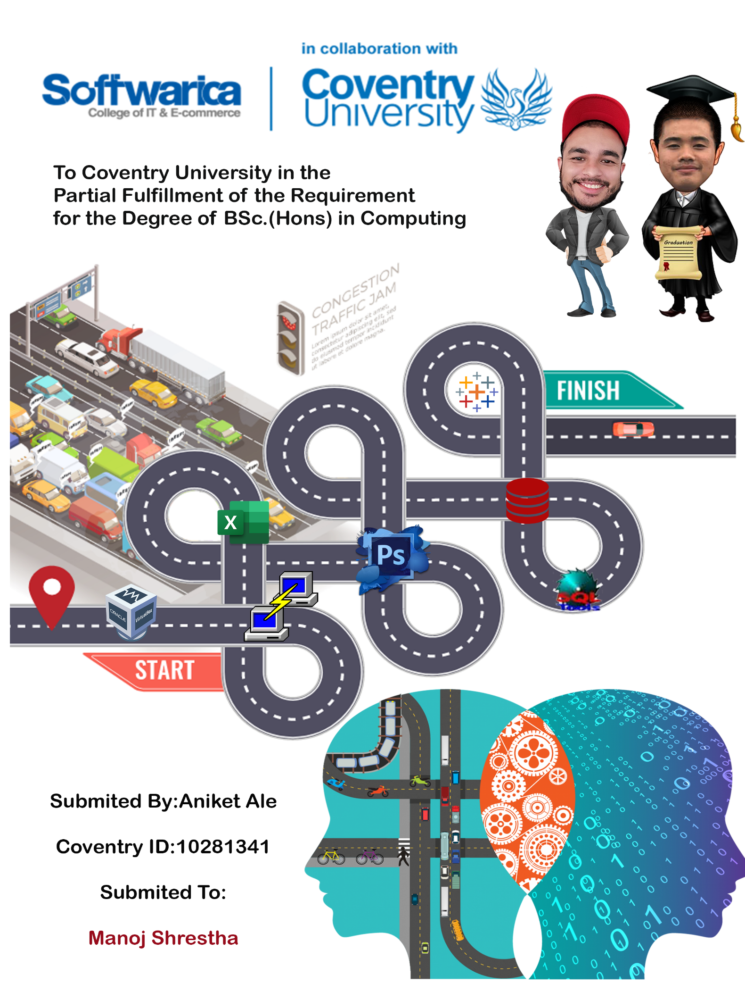 in collaboration with
Softwarica
College of IT & E-commerce
Coventry
University
To Coventry University in the
Partial Fulfillment of the Requirement
for the Degree of BSc.(Hons) in Computing
Graduation
CONGESTION
TRAFFIC JAM
Lorem ipsum dolor sit amet,
consectetur adipiscing elit, sed
do eiusmod tempor incididunt
ut labore et dolore magna.
FINISH
X
Ps
SQL
Tools
ORACLE
VirtualBox
START
Submited By:Aniket Ale
Coventry ID:10281341
Submited To:
Manoj Shrestha